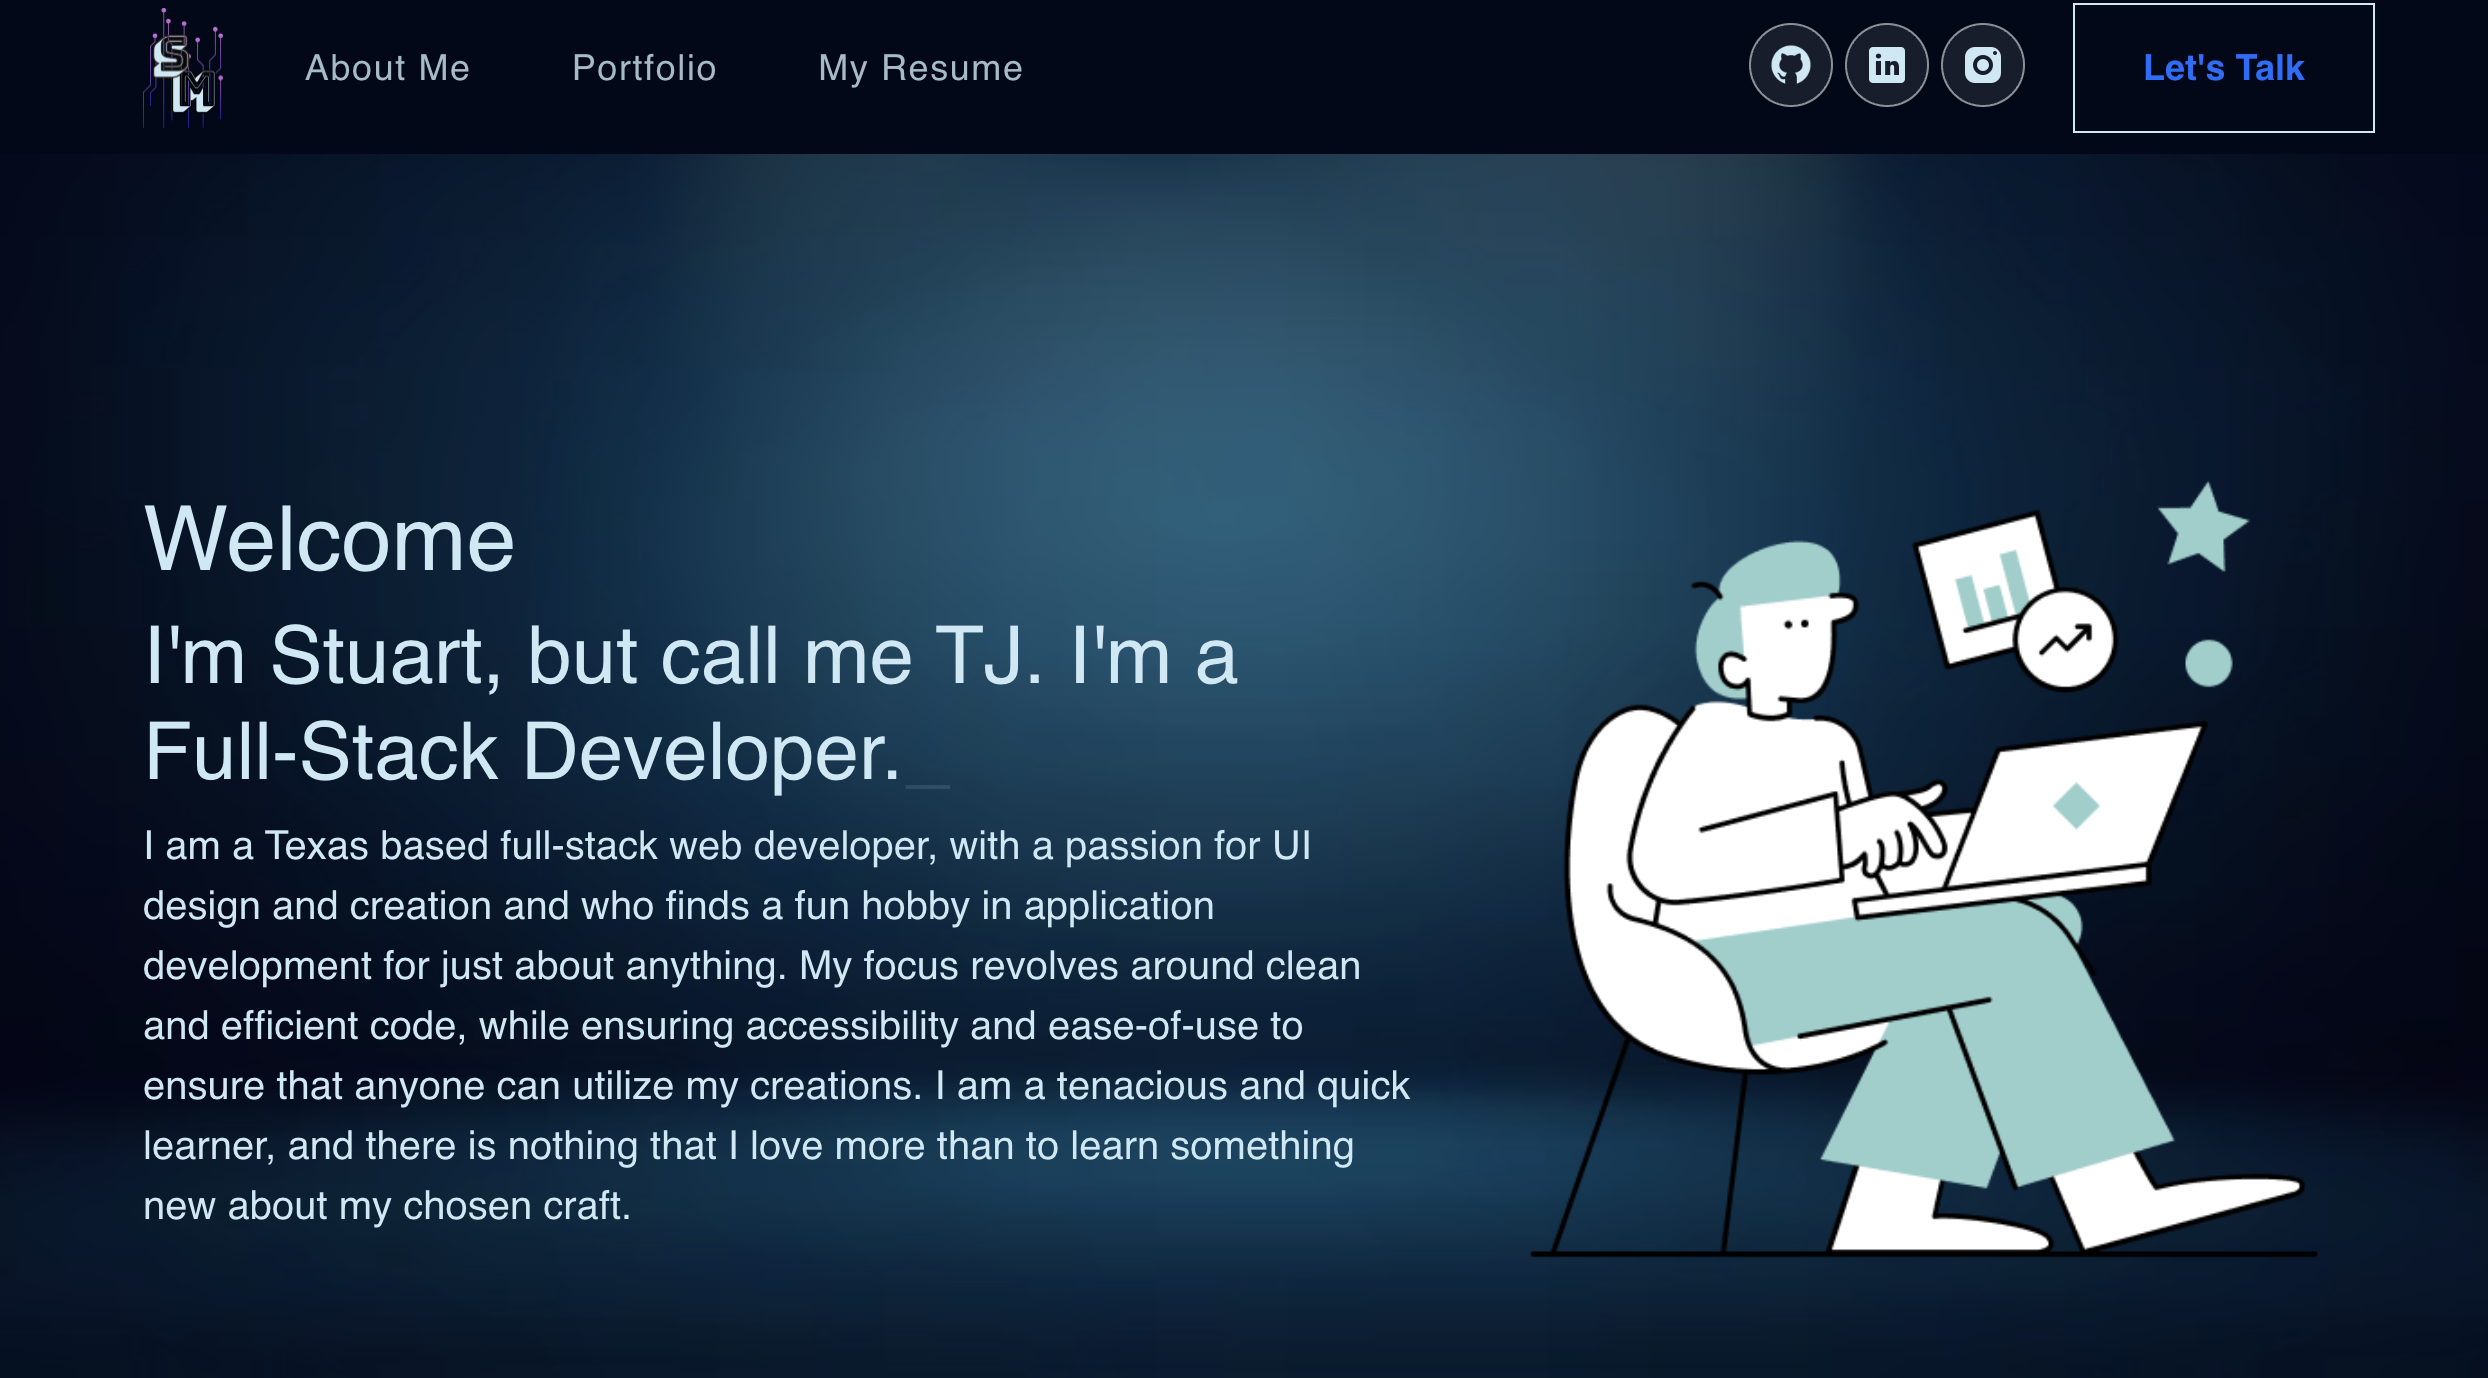 SM
About Me
Portfolio
My Resume
in
Let's Talk
Welcome
I'm Stuart, but call me TJ. I'm a
Full-Stack Developer._
I am a Texas based full-stack web developer, with a passion for UI
design and creation and who finds a fun hobby in application
development for just about anything. My focus revolves around clean
and efficient code, while ensuring accessibility and ease-of-use to
ensure that anyone can utilize my creations. I am a tenacious and quick
learner, and there is nothing that I love more than to learn something
new about my chosen craft.